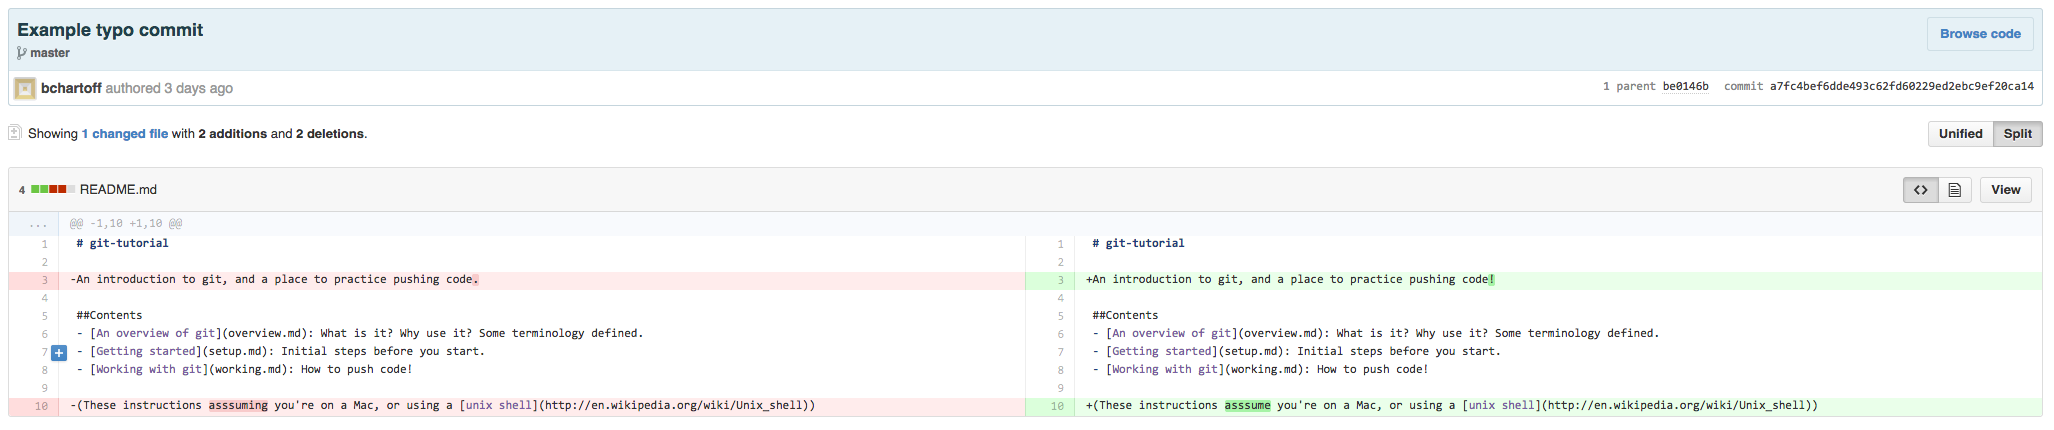 Example typo commit
Browse code
master
bchartoff authored 3 days ago
1 parent be0146b commit a7fc4bef6dde493c62fd60229ed2ebc9ef20ca14
Showing 1 changed file with 2 additions and 2 deletions.
Unified Split
4 README.md
<> View
... @@ -1,10 +1,10 @@
1 # git-tutorial 1 # git-tutorial
2 2
3 -An introduction to git, and a place to practice pushing code. 3 +An introduction to git, and a place to practice pushing code!
4 4
5 ##Contents 5 ##Contents
6 - [An overview of git](overview.md): What is it? Why use it? Some terminology defined. 6 - [An overview of git](overview.md): What is it? Why use it? Some terminology defined.
7 + - [Getting started](setup.md): Initial steps before you start. 7 - [Getting started](setup.md): Initial steps before you start.
8 - [Working with git](working.md): How to push code! 8 - [Working with git](working.md): How to push code!
9 9
10 -(These instructions asssuming you're on a Mac, or using a [unix shell](http://en.wikipedia.org/wiki/Unix_shell)) 10 +(These instructions asssume you're on a Mac, or using a [unix shell](http://en.wikipedia.org/wiki/Unix_shell))